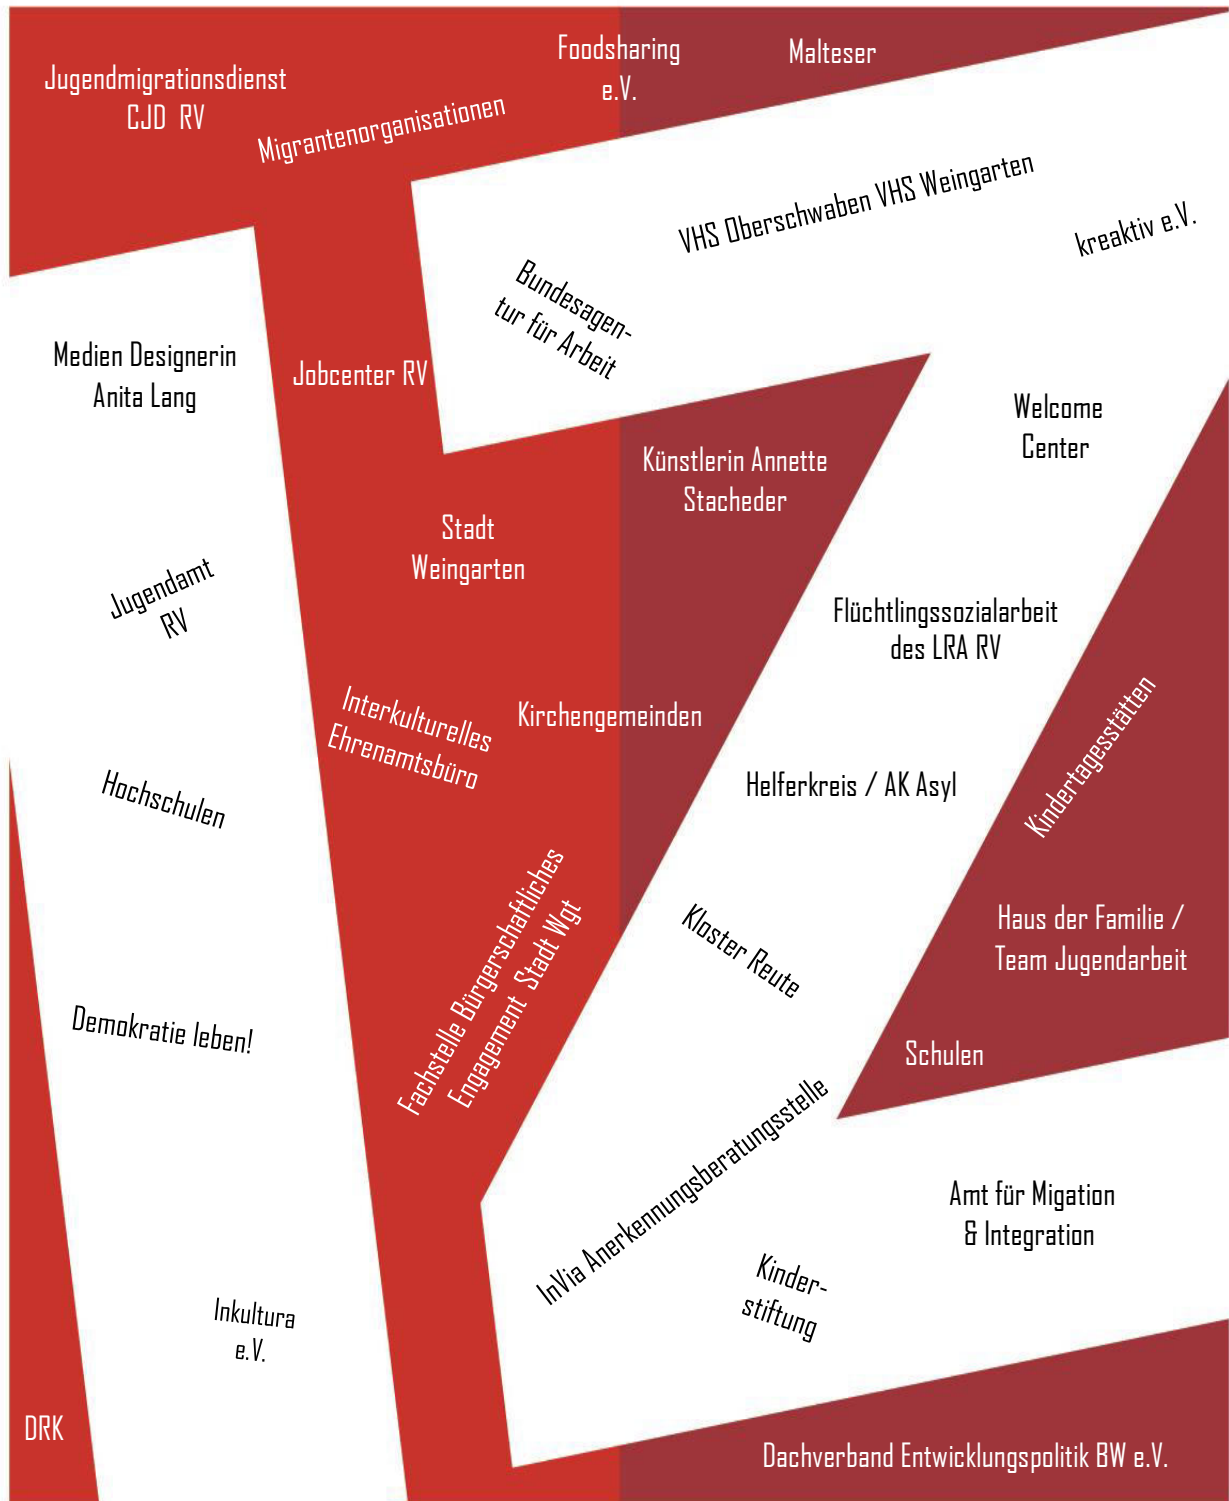 Foodsharing
e.V.
Malteser
Jugendmigrationsdienst
CJD RV
Migrantenorganisationen
VHS Oberschwaben VHS Weingarten
kreaktiv e.V.
Bundesagen-
tur für Arbeit
Medien Designerin
Anita Lang
Jobcenter RV
Welcome
Center
Künstlerin Annette
Stacheder
Stadt
Weingarten
Jugendamt
RV
Flüchtlingssozialarbeit
des LRA RV
Interkulturelles
Ehrenamtsbüro
Kirchengemeinden
Kindertagesstätten
Hochschulen
Helferkreis / AK Asyl
Fachstelle Bürgerschaftliches
Engagement Stadt Wgt
Kloster Reute
Haus der Familie /
Team Jugendarbeit
Demokratie leben!
Schulen
InVia Anerkennungsberatungsstelle
Amt für Migation
& Integration
Kinder-
stiftung
Inkultura
e.V.
DRK
Dachverband Entwicklungspolitik BW e.V.